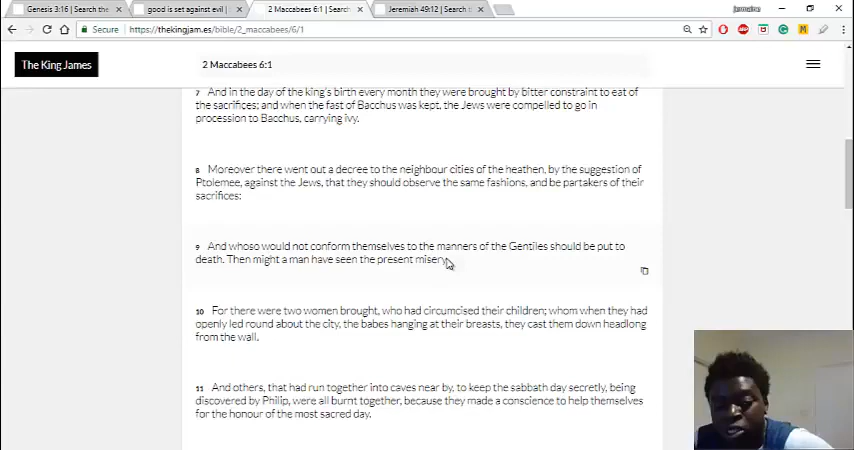 Genesis 3:16 | Search the
good is set against evil |
2 Maccabees 6:1 | Search
Jeremiah 49:12 | Search t
jermaine
Secure
https://thekingjam.es/bible/2_maccabees/6/1
The King James
2 Maccabees 6:1
7 And in the day of the king's birth every month they were brought by bitter constraint to eat of
the sacrifices; and when the fast of Bacchus was kept, the Jews were compelled to go in
procession to Bacchus, carrying ivy.
8 Moreover there went out a decree to the neighbour cities of the heathen, by the suggestion of
Ptolemee, against the Jews, that they should observe the same fashions, and be partakers of their
sacrifices:
9 And whoso would not conform themselves to the manners of the Gentiles should be put to
death. Then might a man have seen the present misery.
10 For there were two women brought, who had circumcised their children; whom when they had
openly led round about the city, the babes hanging at their breasts, they cast them down headlong
from the wall.
11 And others, that had run together into caves near by, to keep the sabbath day secretly, being
discovered by Philip, were all burnt together, because they made a conscience to help themselves
for the honour of the most sacred day.